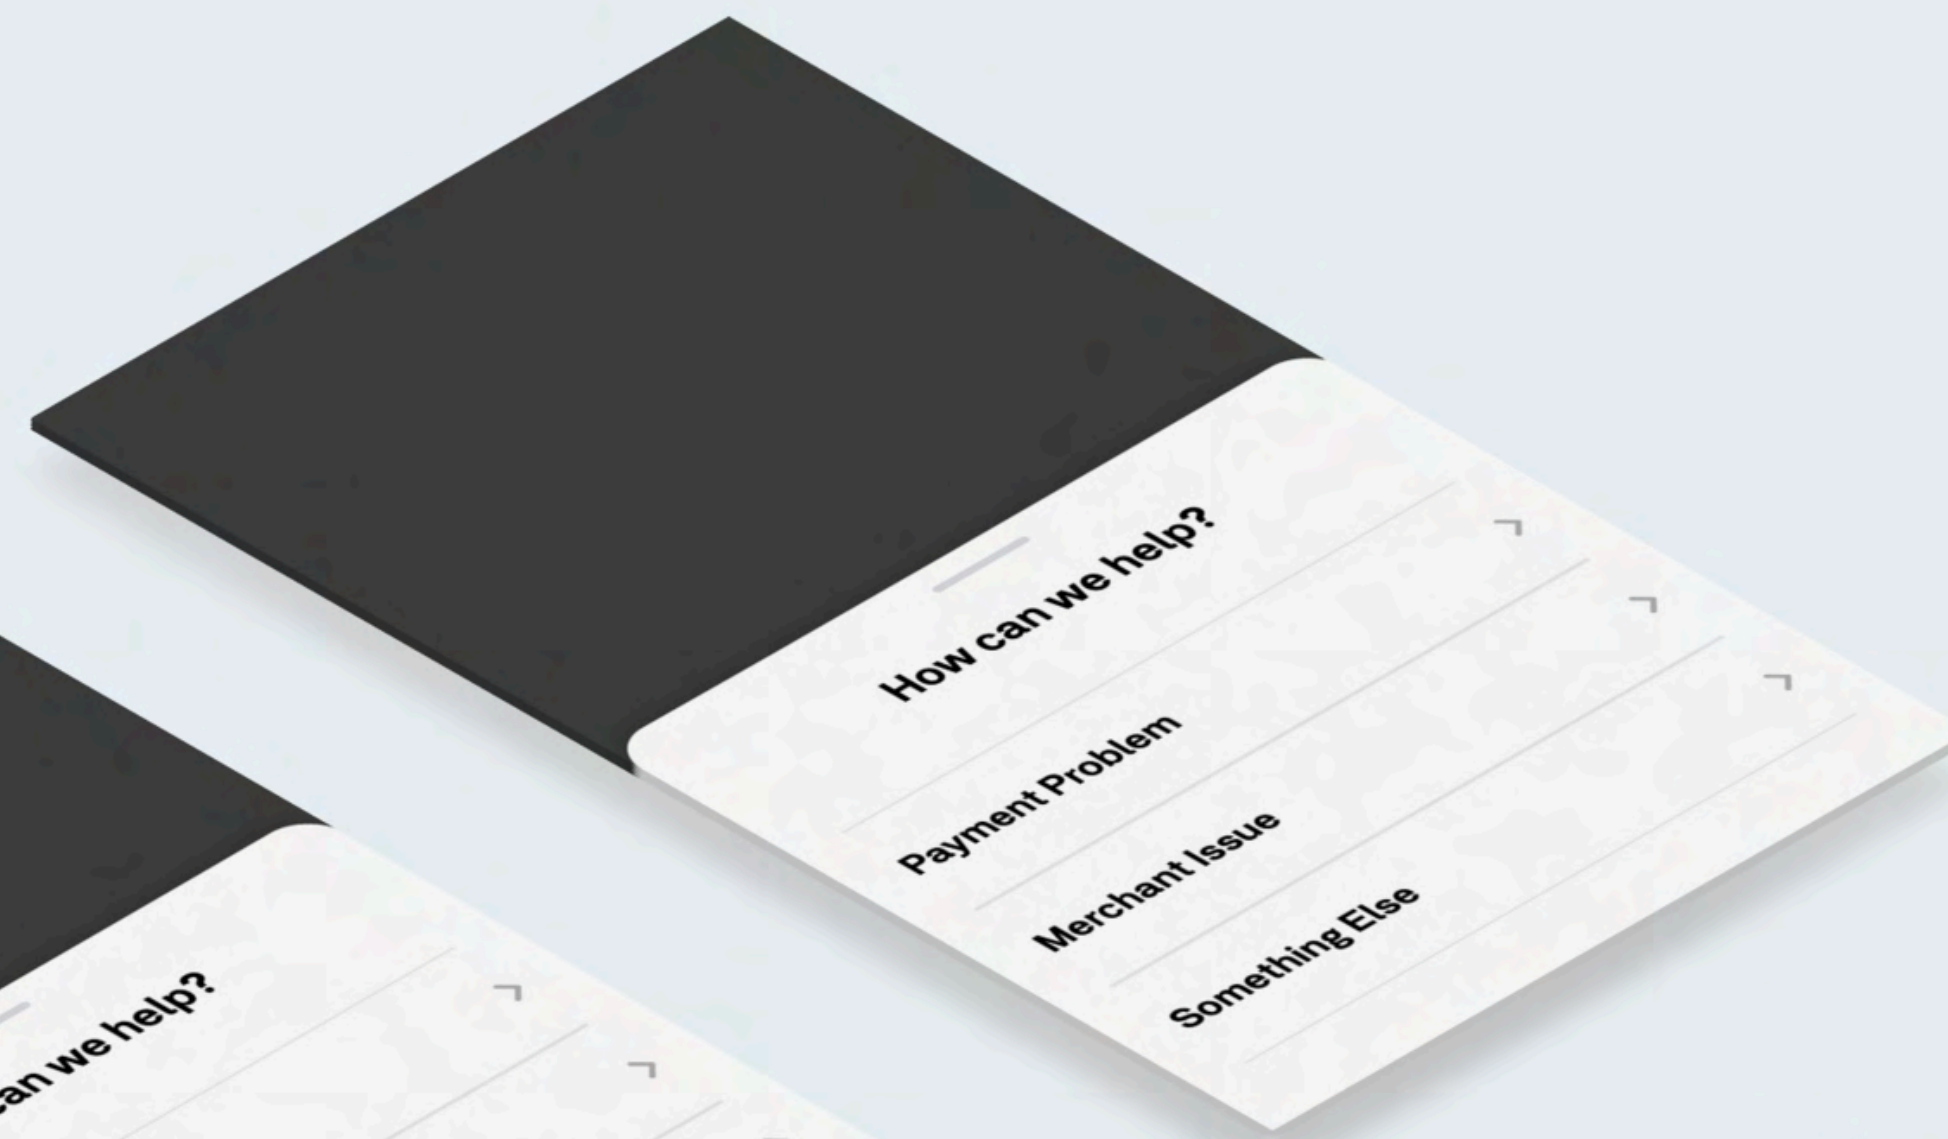 How can we help?
Payment Problem
Merchant Issue
Something Else
can we help?